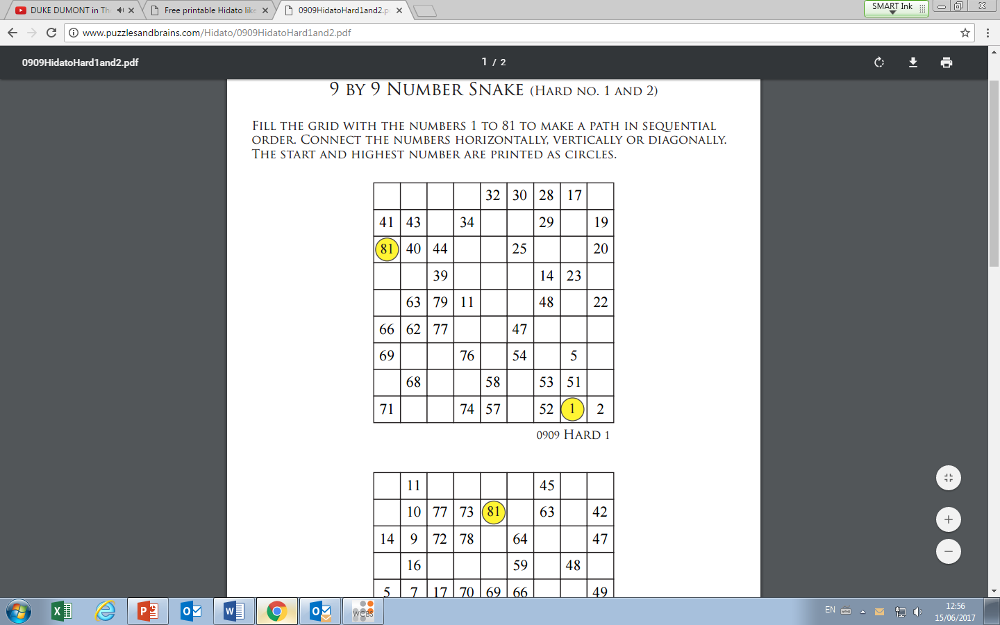 DUKE DUMONT in Th
Free printable Hidato like
0909HidatoHard1and2.p
SMART Ink
www.puzzlesandbrains.com/Hidato/0909HidatoHard1and2.pdf
0909HidatoHard1and2.pdf
1 / 2
9 BY 9 NUMBER SNAKE (HARD NO. 1 AND 2)
FILL THE GRID WITH THE NUMBERS 1 TO 81 TO MAKE A PATH IN SEQUENTIAL
ORDER. CONNECT THE NUMBERS HORIZONTALLY, VERTICALLY OR DIAGONALLY.
THE START AND HIGHEST NUMBER ARE PRINTED AS CIRCLES.
32 30 28 17
41 43 34 29 19
81 40 44 25 20
39 14 23
63 79 11 48 22
66 62 77 47
69 76 54 5
68 58 53 51
71 74 57 52 1 2
0909 HARD 1
11 45
10 77 73 81 63 42
14 9 72 78 64 47
16 59 48
5 7 17 70 69 66 49
WCBS
EN
12:56
15/06/2017